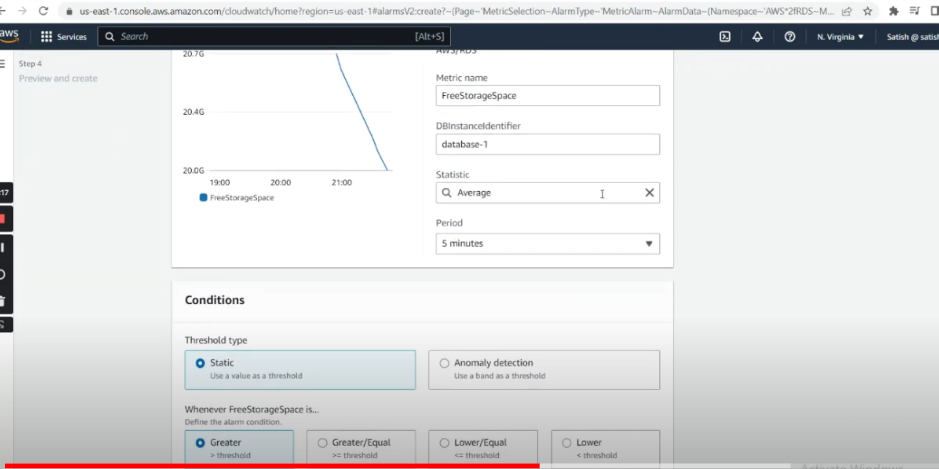 us-east-1.console.aws.amazon.com/cloudwatch/home?region=us-east-1#alarmsV2:create?~(Page~'MetricSelection~AlarmType~'MetricAlarm~AlarmData~(Namespace~'AWS*2fRDS~M...
aws Services Search [Alt+S] N. Virginia ▼ Satish @ satish
Step 4
Preview and create
20.7G
20.4G
20.0G
19:00 20:00 21:00
FreeStorageSpace
AWS/RDS
Metric name
FreeStorageSpace
DBInstanceIdentifier
database-1
Statistic
Average
Period
5 minutes
:17
Conditions
Threshold type
Static
Use a value as a threshold
Anomaly detection
Use a band as a threshold
Whenever FreeStorageSpace is...
Define the alarm condition.
Greater
> threshold
Greater/Equal
>= threshold
Lower/Equal
<= threshold
Lower
< threshold
Activate Windows